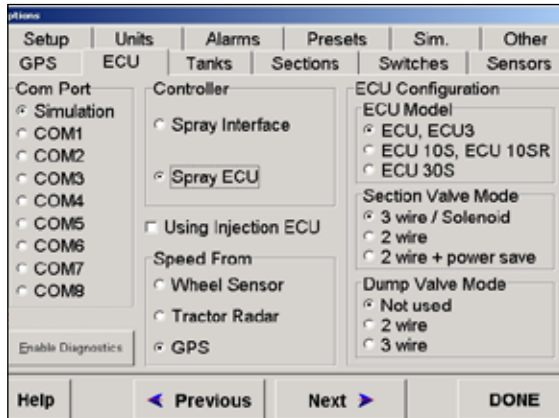 ptions
Setup Units Alarms Presets Sim. Other
GPS ECU Tanks Sections Switches Sensors
Com Port
Simulation
COM1
COM2
COM3
COM4
COM5
COM6
COM7
COM8
Enable Diagnostics
Controller
Spray Interface
Spray ECU
Using Injection ECU
Speed From
Wheel Sensor
Tractor Radar
GPS
ECU Configuration
ECU Model
ECU, ECU3
ECU 10S, ECU 10SR
ECU 30S
Section Valve Mode
3 wire / Solenoid
2 wire
2 wire + power save
Dump Valve Mode
Not used
2 wire
3 wire
Help Previous Next DONE